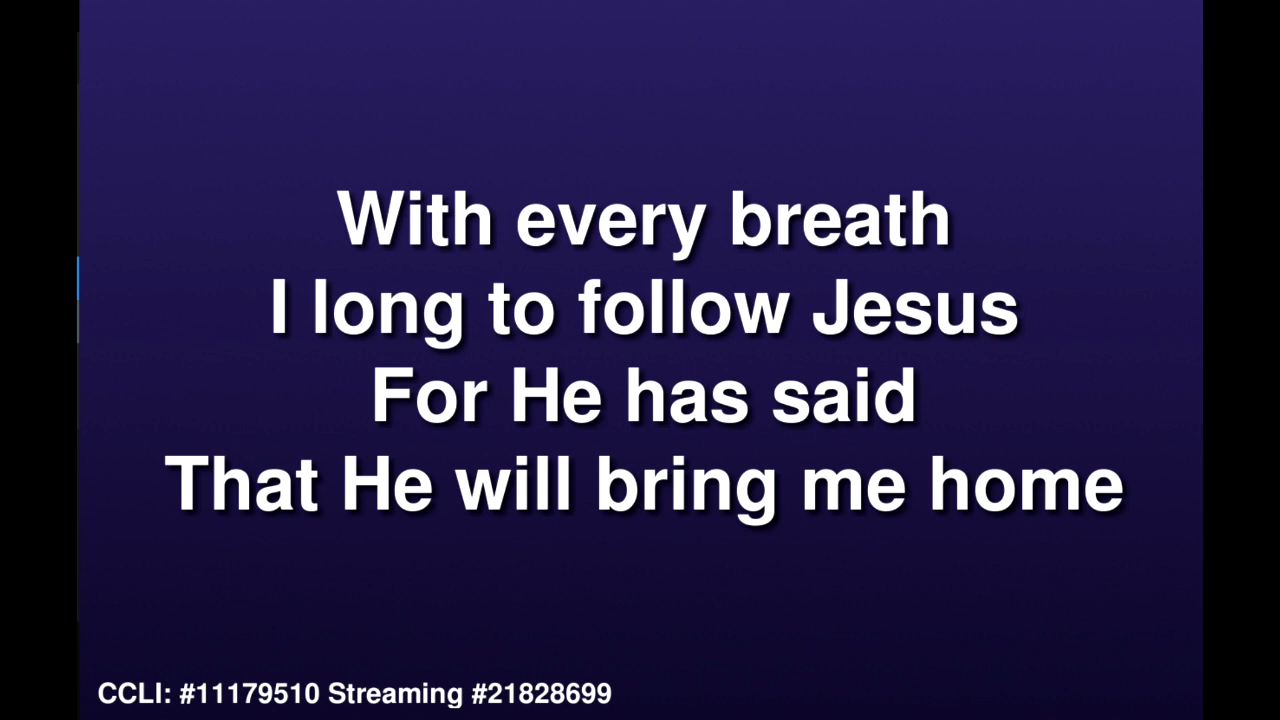 With every breath
I long to follow Jesus
For He has said
That He will bring me home
CCLI: #11179510 Streaming #21828699